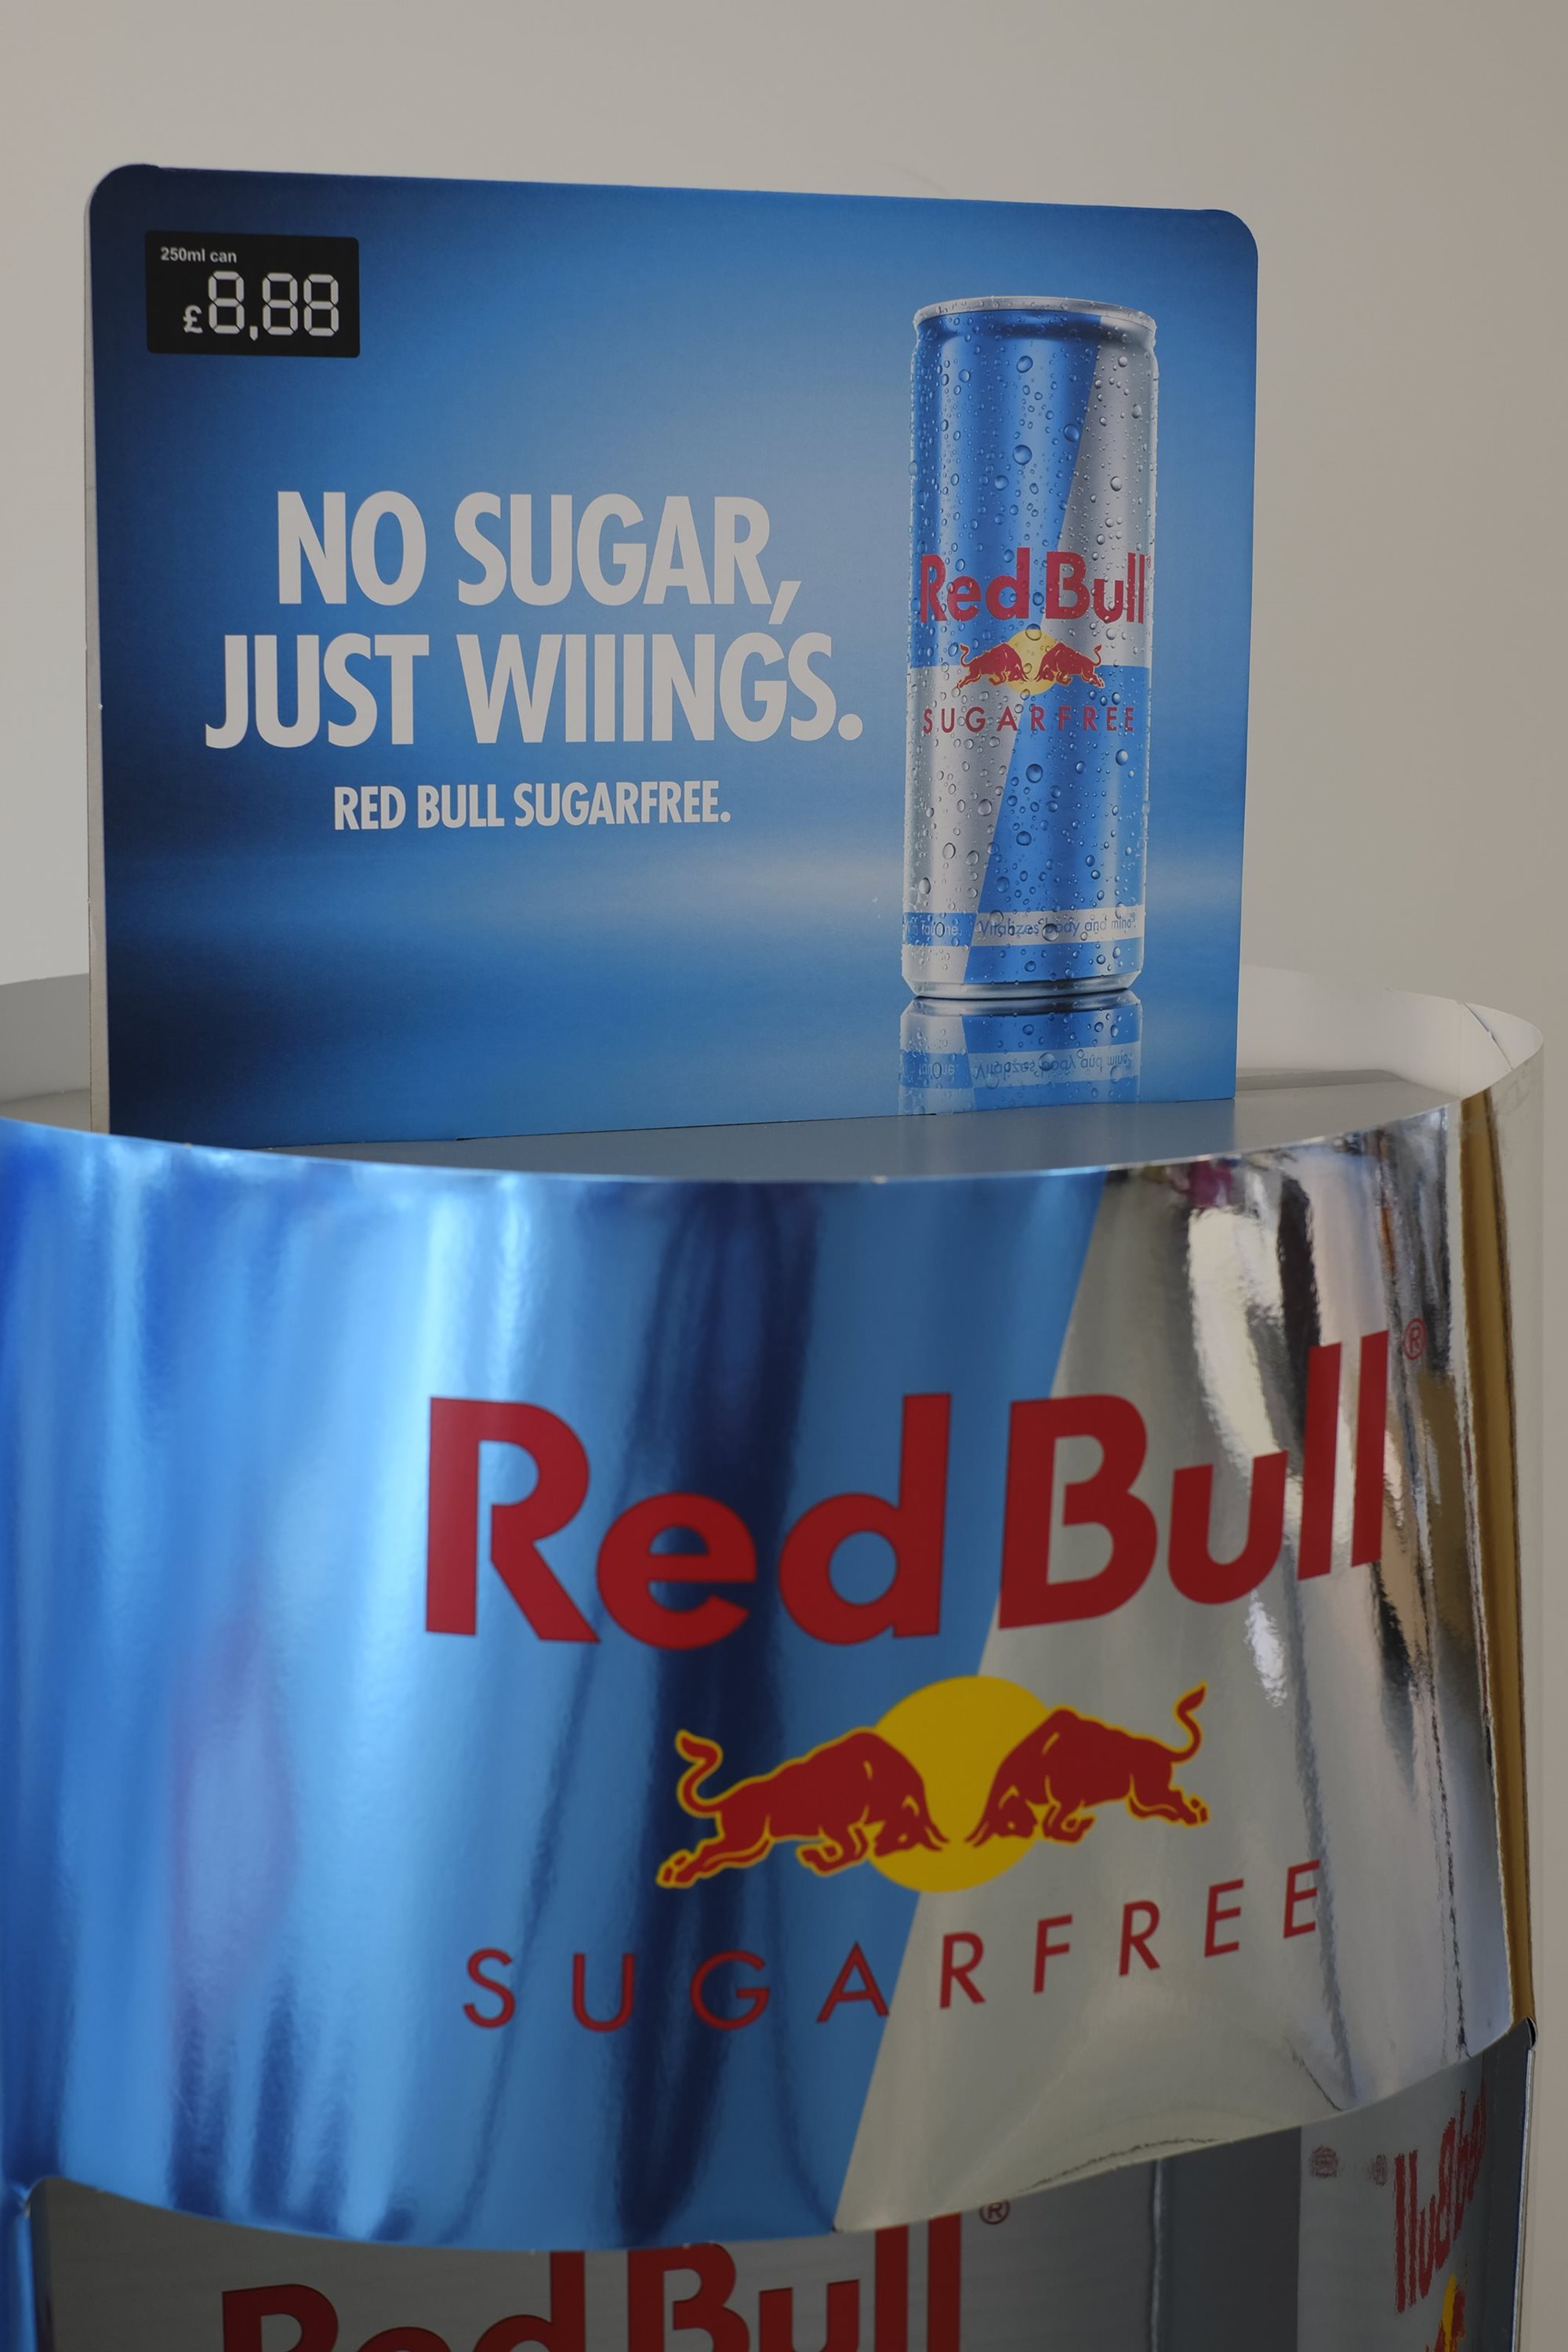 250ml can
£8,88
NO SUGAR,
JUST WIIINGS.
RED BULL SUGARFREE.
Red Bull
SUGARFREE
Vitalizes body and mind®.
Red Bull®
SUGARFREE
Red Bull®